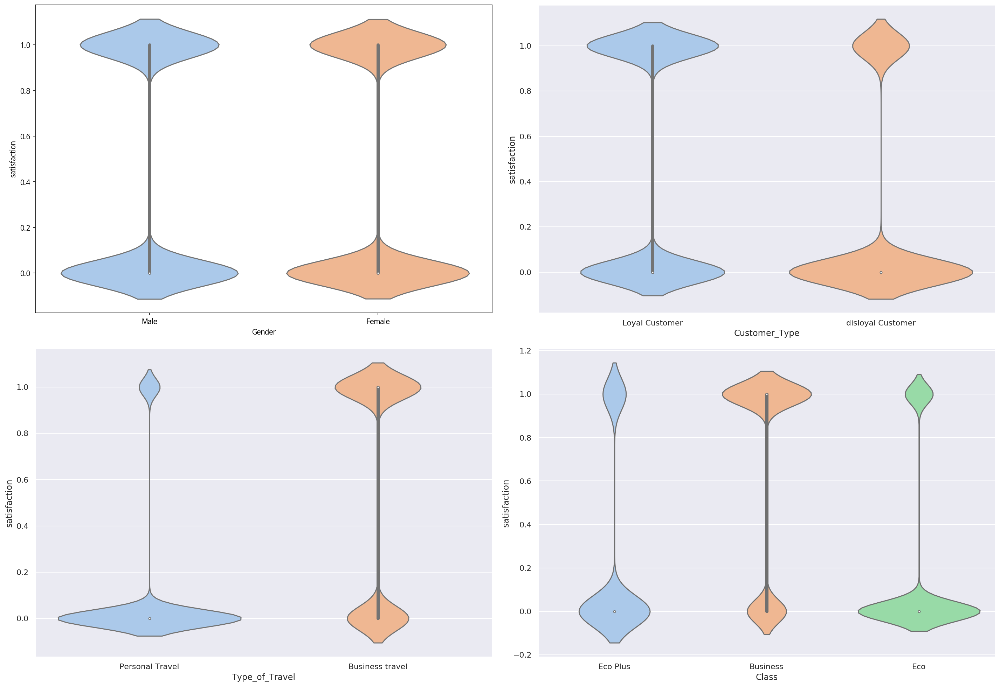 satisfaction
1.0
0.8
0.6
0.4
0.2
0.0
Male
Female
Gender
satisfaction
1.0
0.8
0.6
0.4
0.2
0.0
Loyal Customer
disloyal Customer
Customer_Type
satisfaction
1.0
0.8
0.6
0.4
0.2
0.0
Personal Travel
Business travel
Type_of_Travel
satisfaction
1.2
1.0
0.8
0.6
0.4
0.2
0.0
−0.2
Eco Plus
Business
Eco
Class